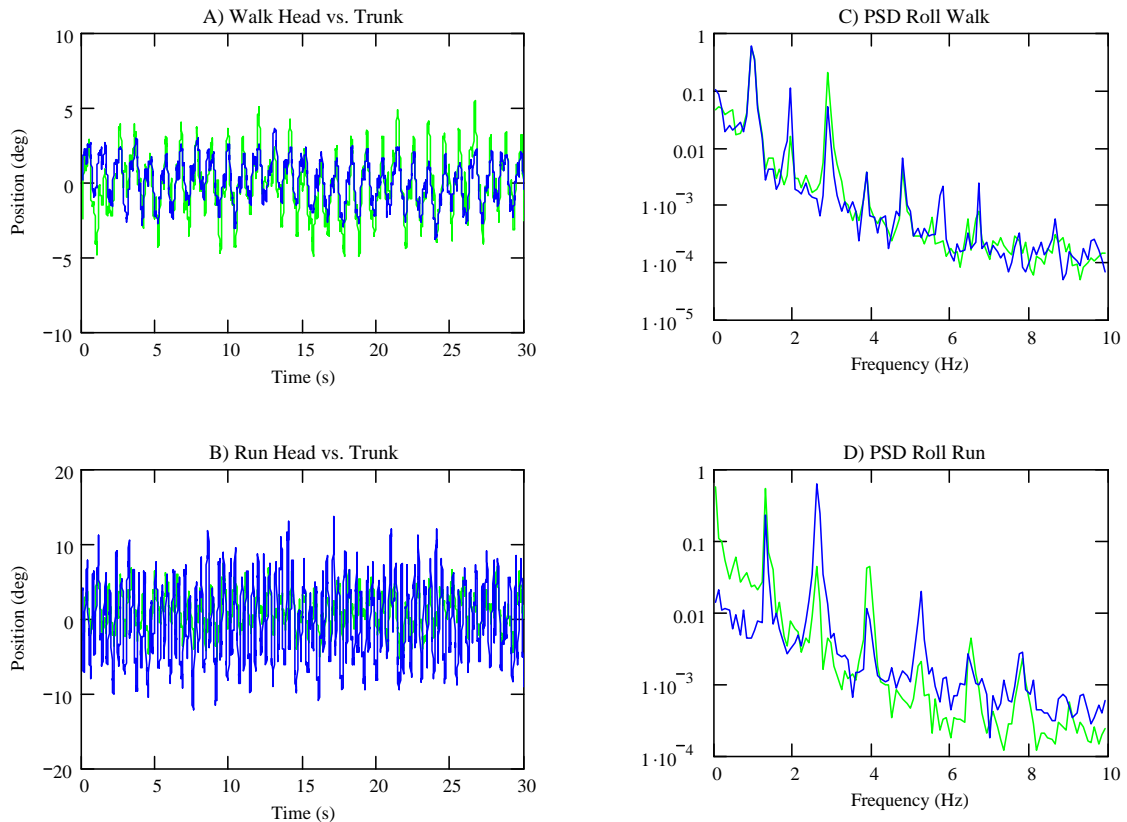 A) Walk Head vs. Trunk
10
5
0
−5
−10
Position (deg)
0 5 10 15 20 25 30
Time (s)
C) PSD Roll Walk
1
0.1
0.01
1·10⁻³
1·10⁻⁴
1·10⁻⁵
0 2 4 6 8 10
Frequency (Hz)
B) Run Head vs. Trunk
20
10
0
−10
−20
Position (deg)
0 5 10 15 20 25 30
Time (s)
D) PSD Roll Run
1
0.1
0.01
1·10⁻³
1·10⁻⁴
0 2 4 6 8 10
Frequency (Hz)